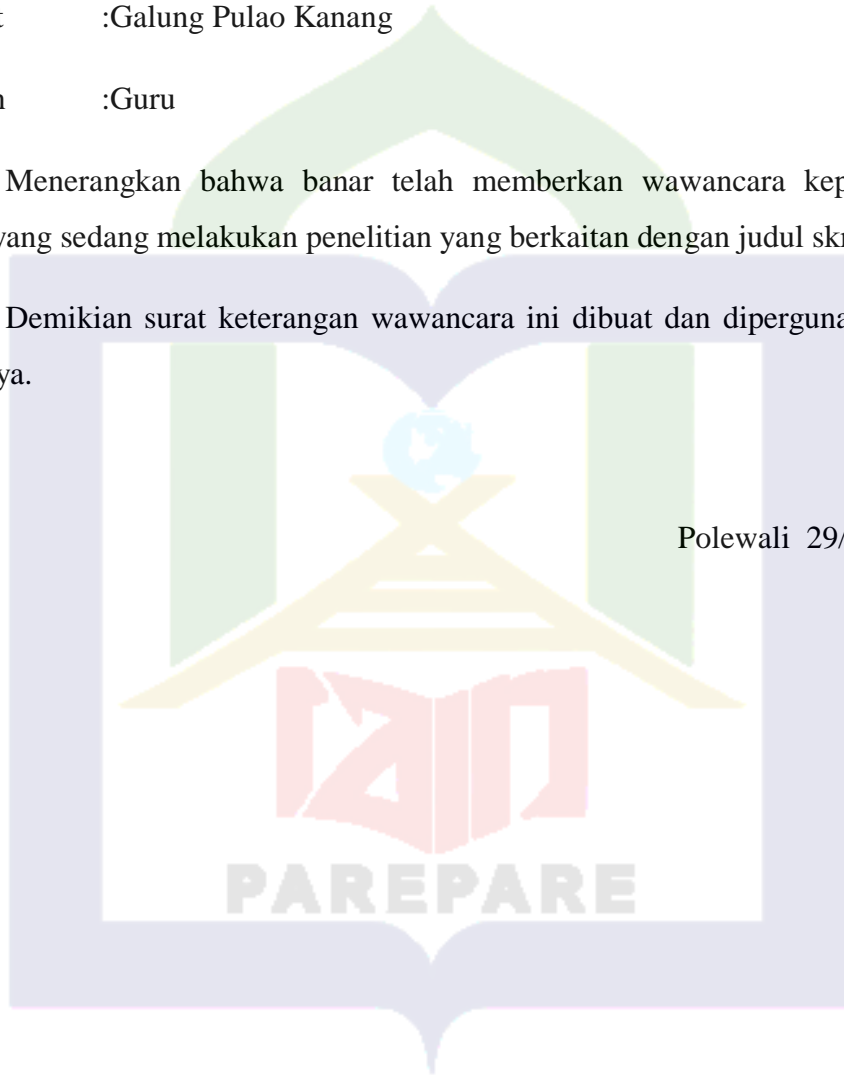 :Galung Pulao Kanang
:Guru
Menerangkan bahwa banar telah memberkan wawancara kep
yang sedang melakukan penelitian yang berkaitan dengan judul skr
Demikian surat keterangan wawancara ini dibuat dan diperguna
ya.
Polewali 29/
iain
PAREPARE